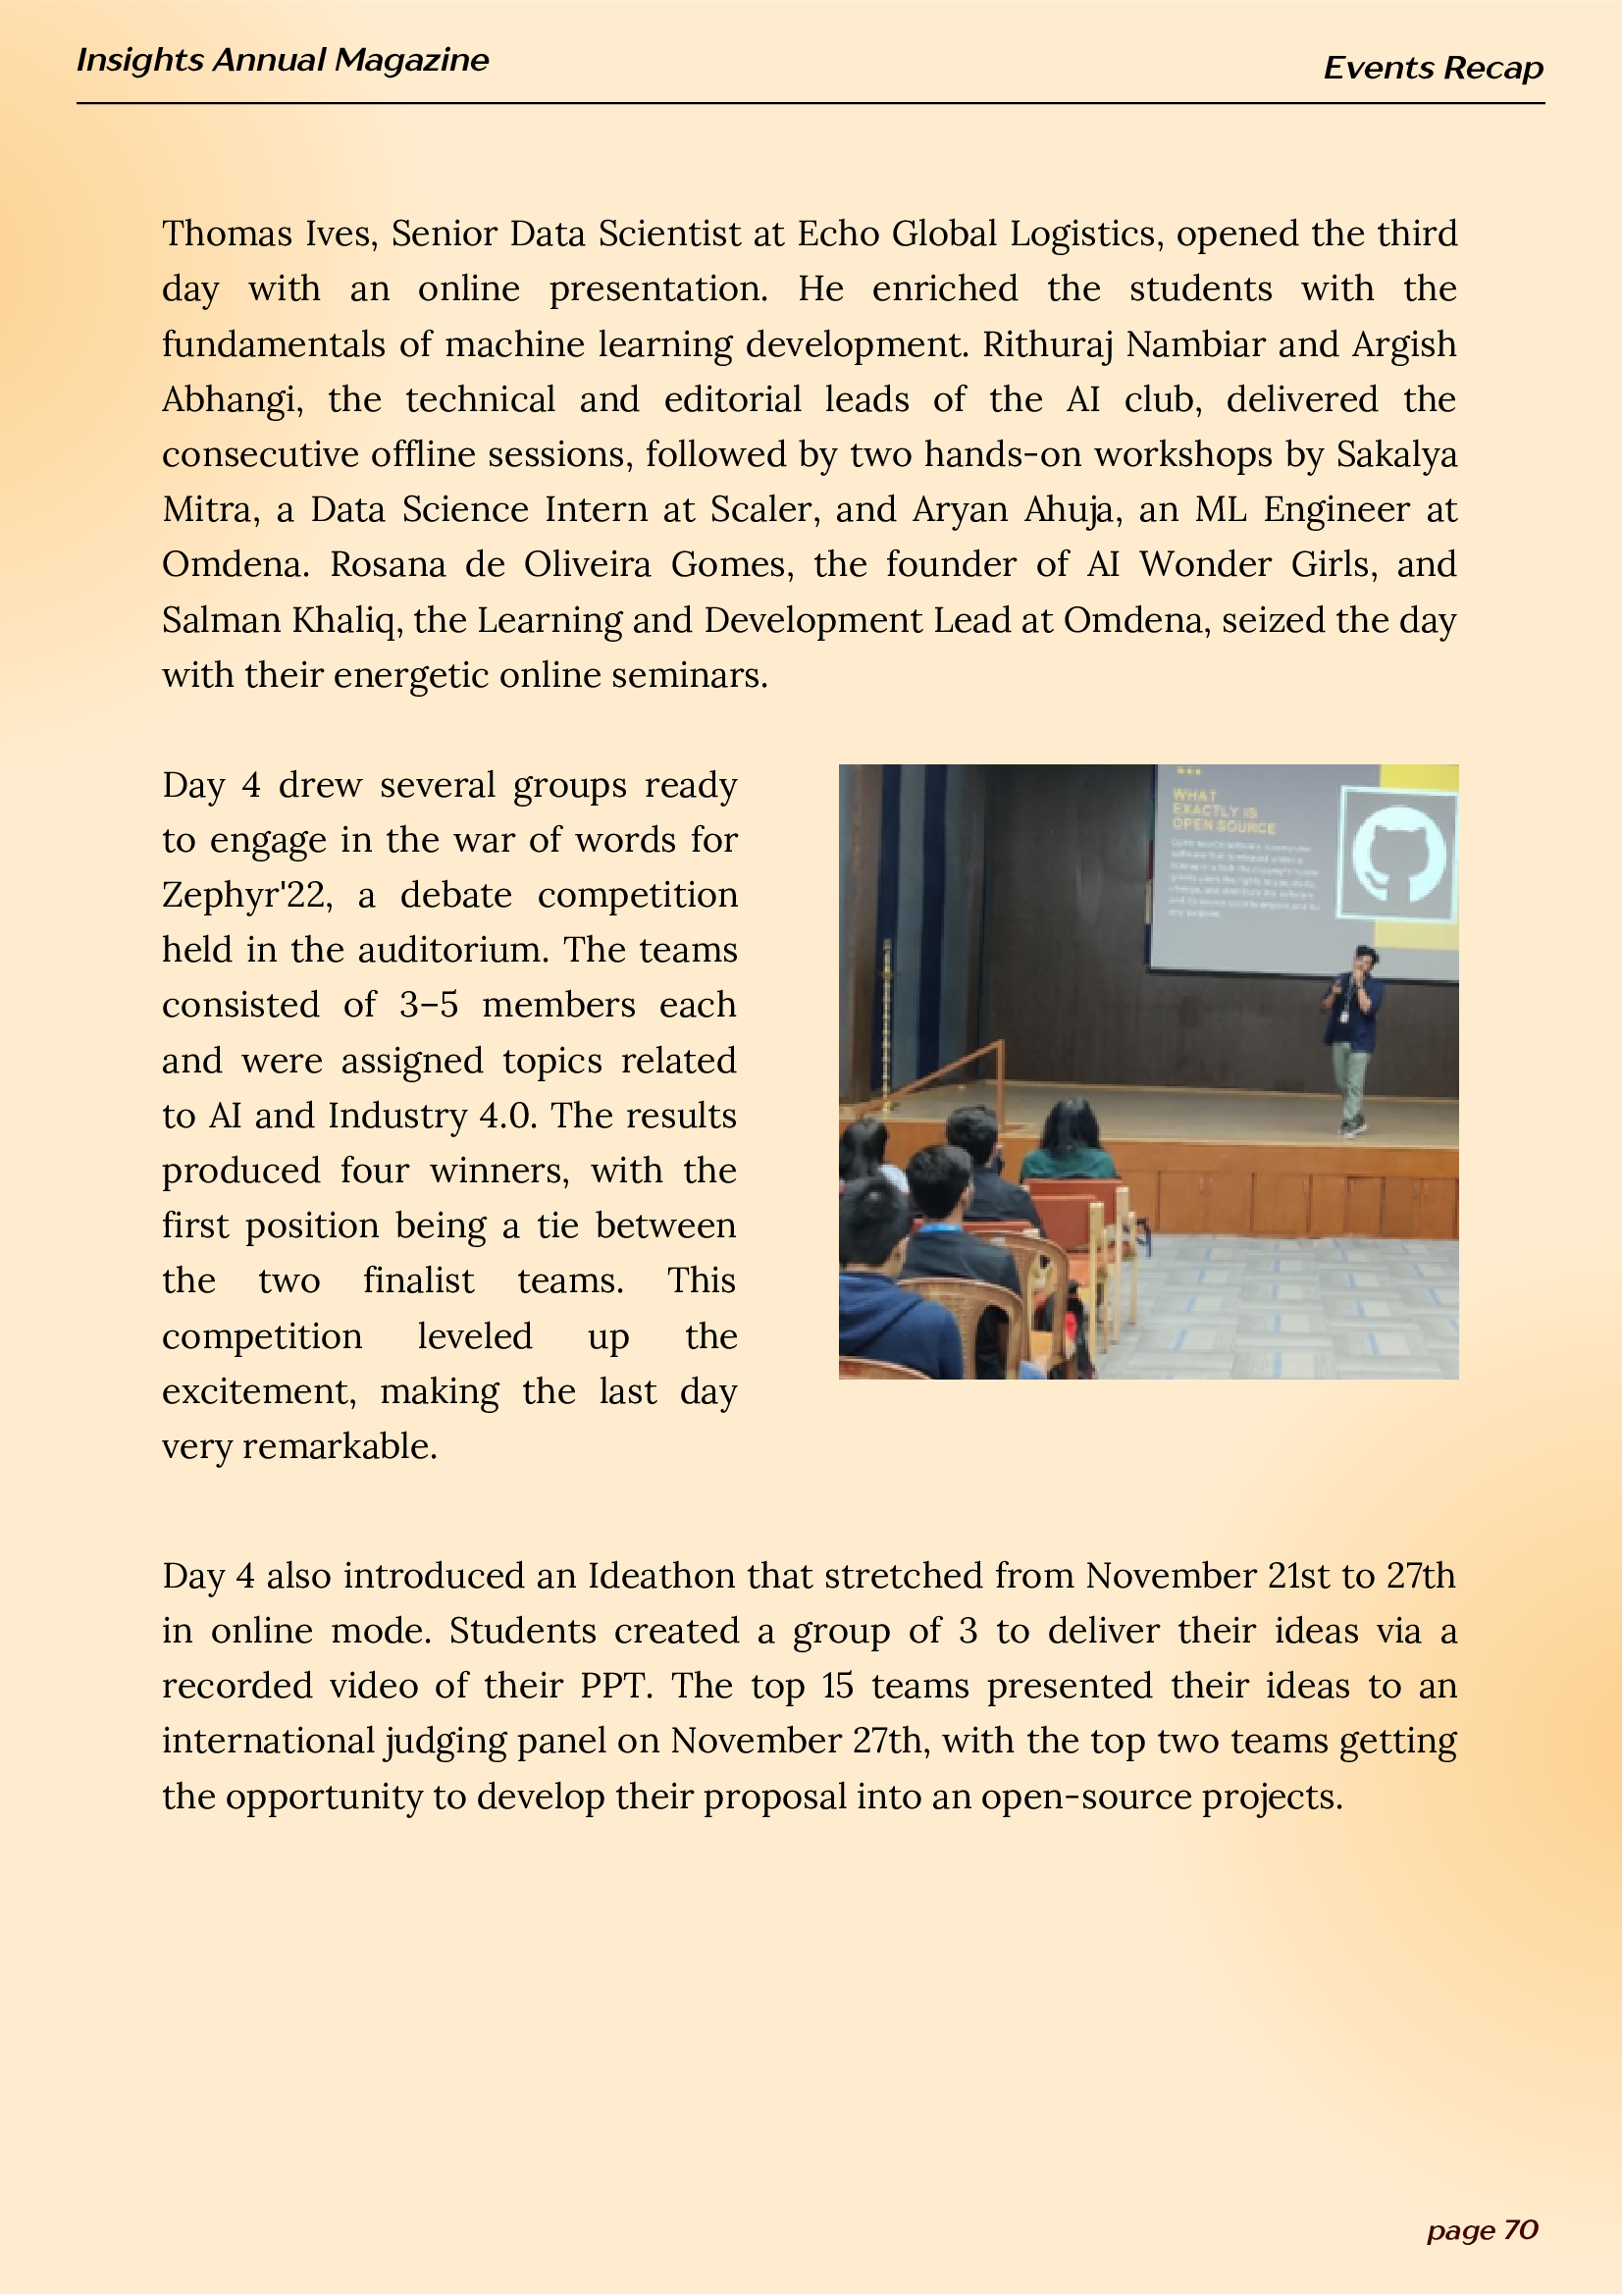 Insights Annual Magazine
Events Recap
Thomas Ives, Senior Data Scientist at Echo Global Logistics, opened the third
day with an online presentation. He enriched the students with the
fundamentals of machine learning development. Rithuraj Nambiar and Argish
Abhangi, the technical and editorial leads of the AI club, delivered the
consecutive offline sessions, followed by two hands-on workshops by Sakalya
Mitra, a Data Science Intern at Scaler, and Aryan Ahuja, an ML Engineer at
Omdena. Rosana de Oliveira Gomes, the founder of AI Wonder Girls, and
Salman Khaliq, the Learning and Development Lead at Omdena, seized the day
with their energetic online seminars.
Day 4 drew several groups ready
to engage in the war of words for
Zephyr'22, a debate competition
held in the auditorium. The teams
consisted of 3–5 members each
and were assigned topics related
to AI and Industry 4.0. The results
produced four winners, with the
first position being a tie between
the two finalist teams. This
competition leveled up the
excitement, making the last day
very remarkable.
WHAT
EXACTLY IS
OPEN SOURCE
Day 4 also introduced an Ideathon that stretched from November 21st to 27th
in online mode. Students created a group of 3 to deliver their ideas via a
recorded video of their PPT. The top 15 teams presented their ideas to an
international judging panel on November 27th, with the top two teams getting
the opportunity to develop their proposal into an open-source projects.
page 70